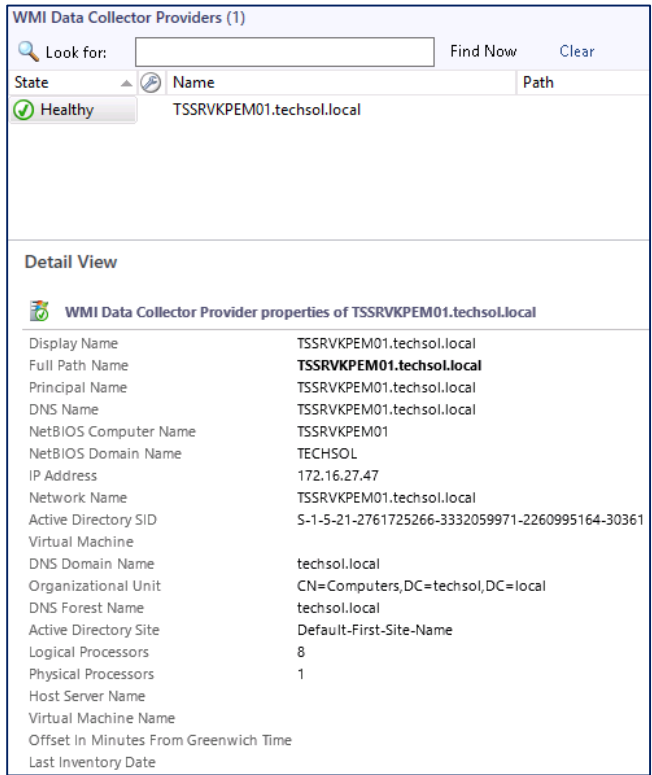 WMI Data Collector Providers (1)
Look for: Find Now Clear
State Name Path
Healthy TSSRVKPEM01.techsol.local
Detail View
WMI Data Collector Provider properties of TSSRVKPEM01.techsol.local
Display Name TSSRVKPEM01.techsol.local
Full Path Name TSSRVKPEM01.techsol.local
Principal Name TSSRVKPEM01.techsol.local
DNS Name TSSRVKPEM01.techsol.local
NetBIOS Computer Name TSSRVKPEM01
NetBIOS Domain Name TECHSOL
IP Address 172.16.27.47
Network Name TSSRVKPEM01.techsol.local
Active Directory SID S-1-5-21-2761725266-3332059971-2260995164-30361
Virtual Machine
DNS Domain Name techsol.local
Organizational Unit CN=Computers,DC=techsol,DC=local
DNS Forest Name techsol.local
Active Directory Site Default-First-Site-Name
Logical Processors 8
Physical Processors 1
Host Server Name
Virtual Machine Name
Offset In Minutes From Greenwich Time
Last Inventory Date